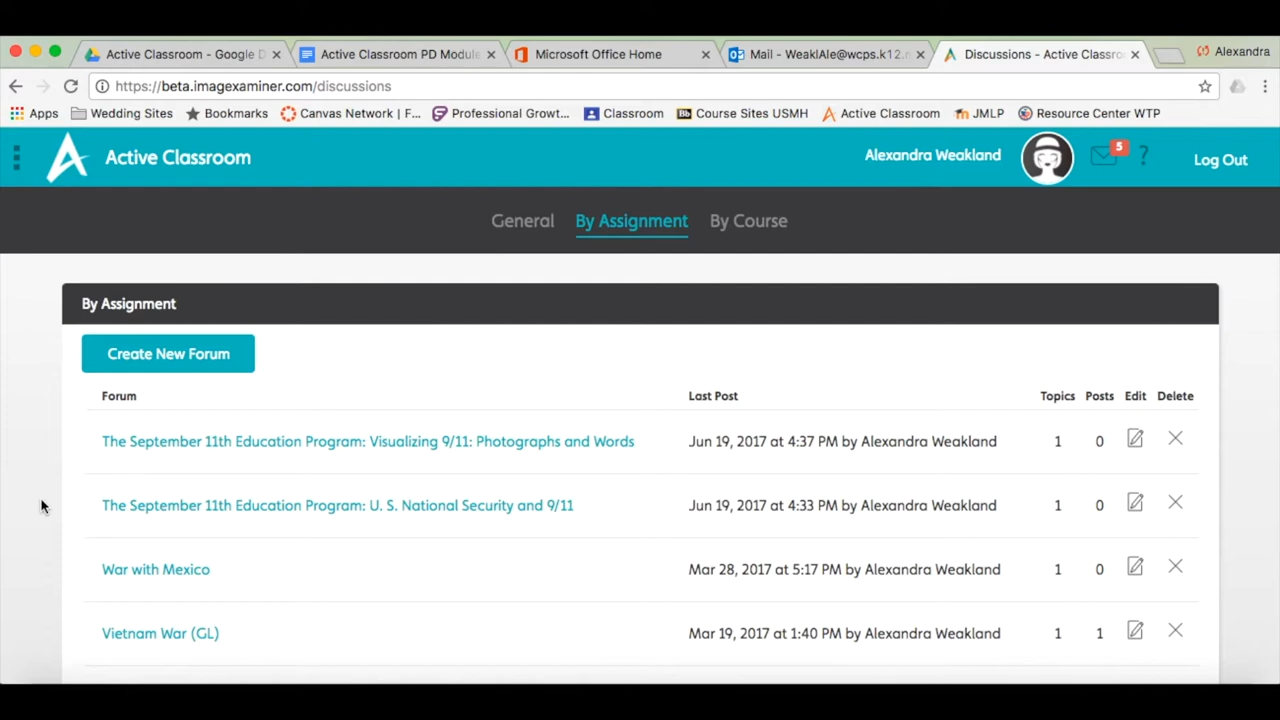 Active Classroom - Google D
Active Classroom PD Module
Microsoft Office Home
Mail - WeaklAle@wcps.k12.
Discussions - Active Classro
Alexandra
https://beta.imagexaminer.com/discussions
Apps
Wedding Sites
Bookmarks
Canvas Network | F...
Professional Growt...
Classroom
Bb
Course Sites USMH
Active Classroom
JMLP
Resource Center WTP
Active Classroom
Alexandra Weakland
5
?
Log Out
General
By Assignment
By Course
By Assignment
Create New Forum
Forum Last Post Topics Posts Edit Delete
The September 11th Education Program: Visualizing 9/11: Photographs and Words Jun 19, 2017 at 4:37 PM by Alexandra Weakland 1 0
The September 11th Education Program: U. S. National Security and 9/11 Jun 19, 2017 at 4:33 PM by Alexandra Weakland 1 0
War with Mexico Mar 28, 2017 at 5:17 PM by Alexandra Weakland 1 0
Vietnam War (GL) Mar 19, 2017 at 1:40 PM by Alexandra Weakland 1 1